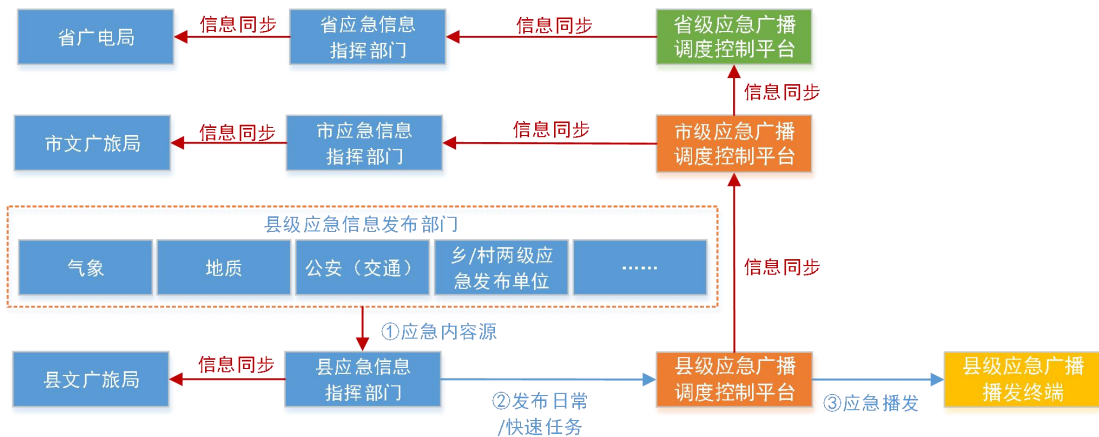 省广电局
信息同步
省应急信息
指挥部门
信息同步
省级应急广播
调度控制平台
信息同步
市文广旅局
信息同步
市应急信息
指挥部门
信息同步
市级应急广播
调度控制平台
县级应急信息发布部门
气象
地质
公安（交通）
乡/村两级应
急发布单位
……
信息同步
①应急内容源
县文广旅局
信息同步
县应急信息
指挥部门
②发布日常
/快速任务
县级应急广播
调度控制平台
③应急播发
县级应急广播
播发终端